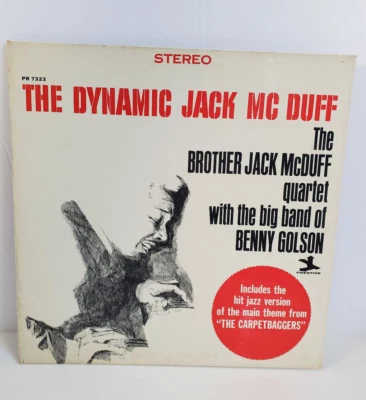 STEREO
PR 7323
THE DYNAMIC JACK MC DUFF
The
BROTHER JACK McDUFF
quartet
with the big band of
BENNY GOLSON
PRESTIGE
Includes the
hit jazz version
of the main theme from
"THE CARPETBAGGERS"